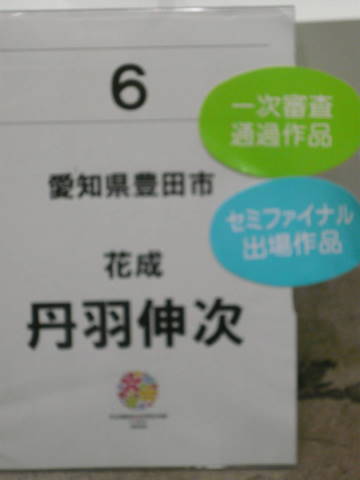 6
一次審査
通過作品
愛知県豊田市
セミファイナル
出場作品
花成
丹羽伸次